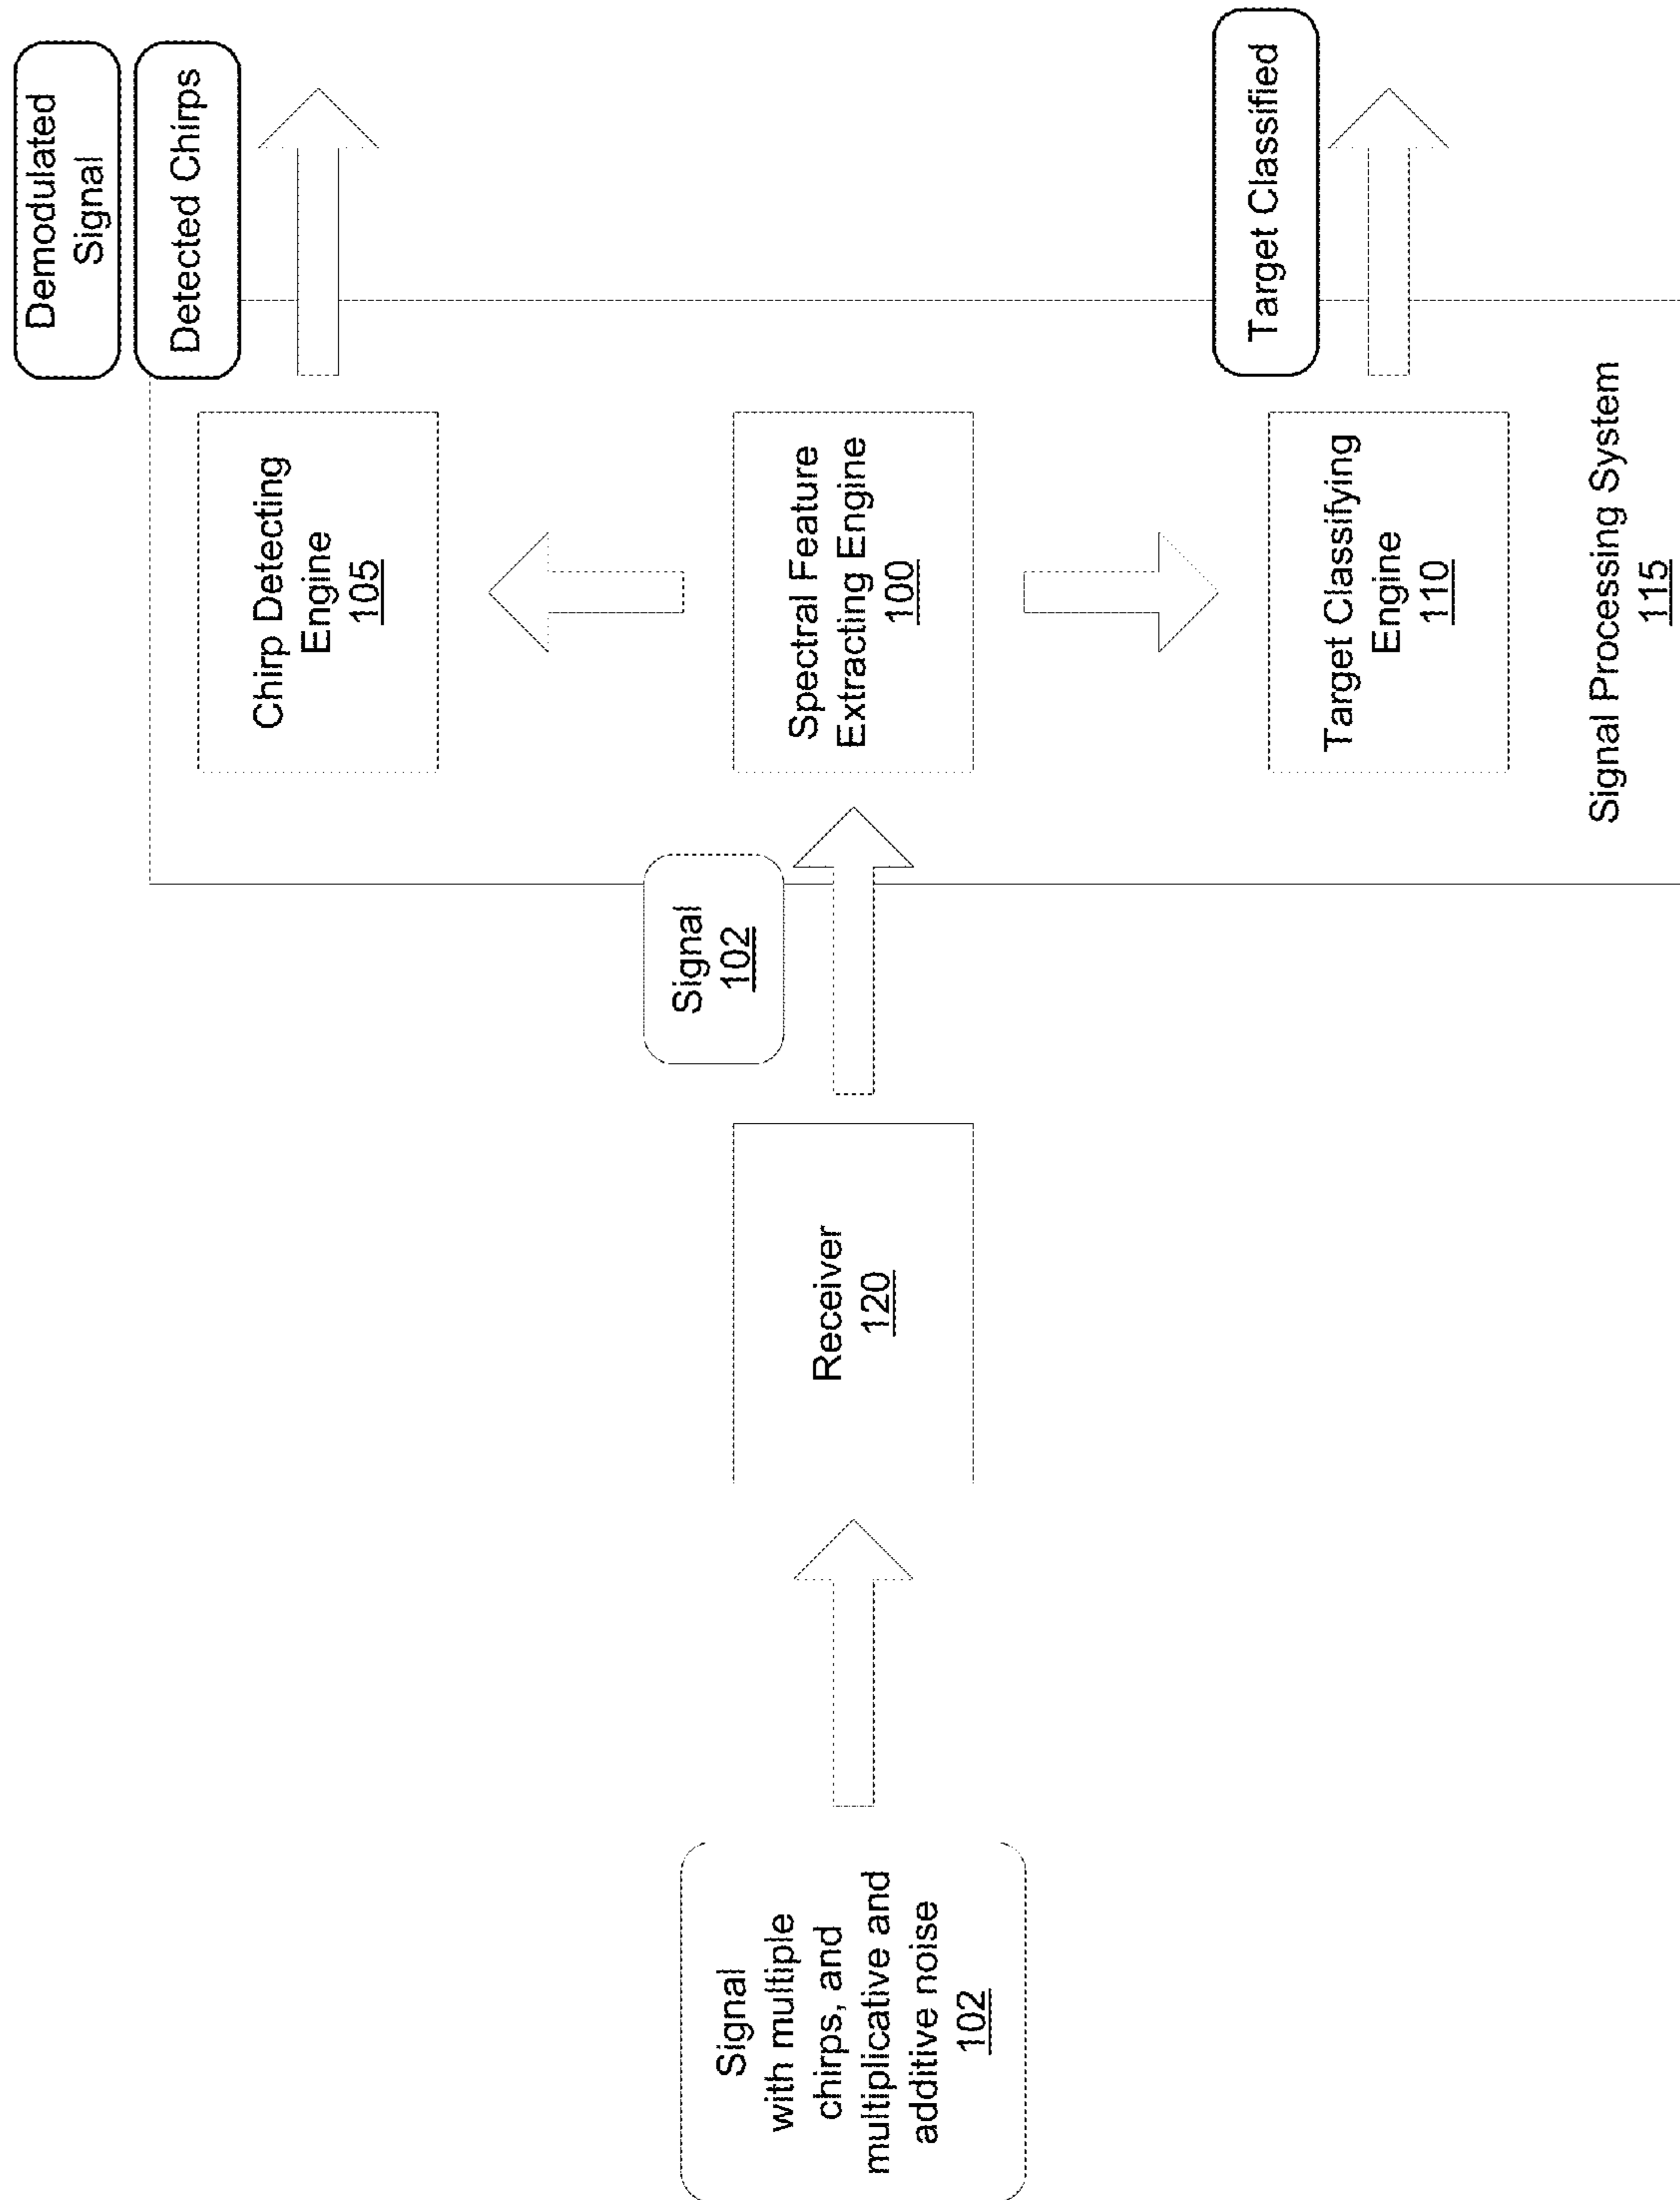 Signal
with multiple
chirps, and
multiplicative and
additive noise
102
Receiver
120
Signal
102
Demodulated
Signal
Detected Chirps
Chirp Detecting
Engine
105
Spectral Feature
Extracting Engine
100
Target Classifying
Engine
110
Target Classified
Signal Processing System
115